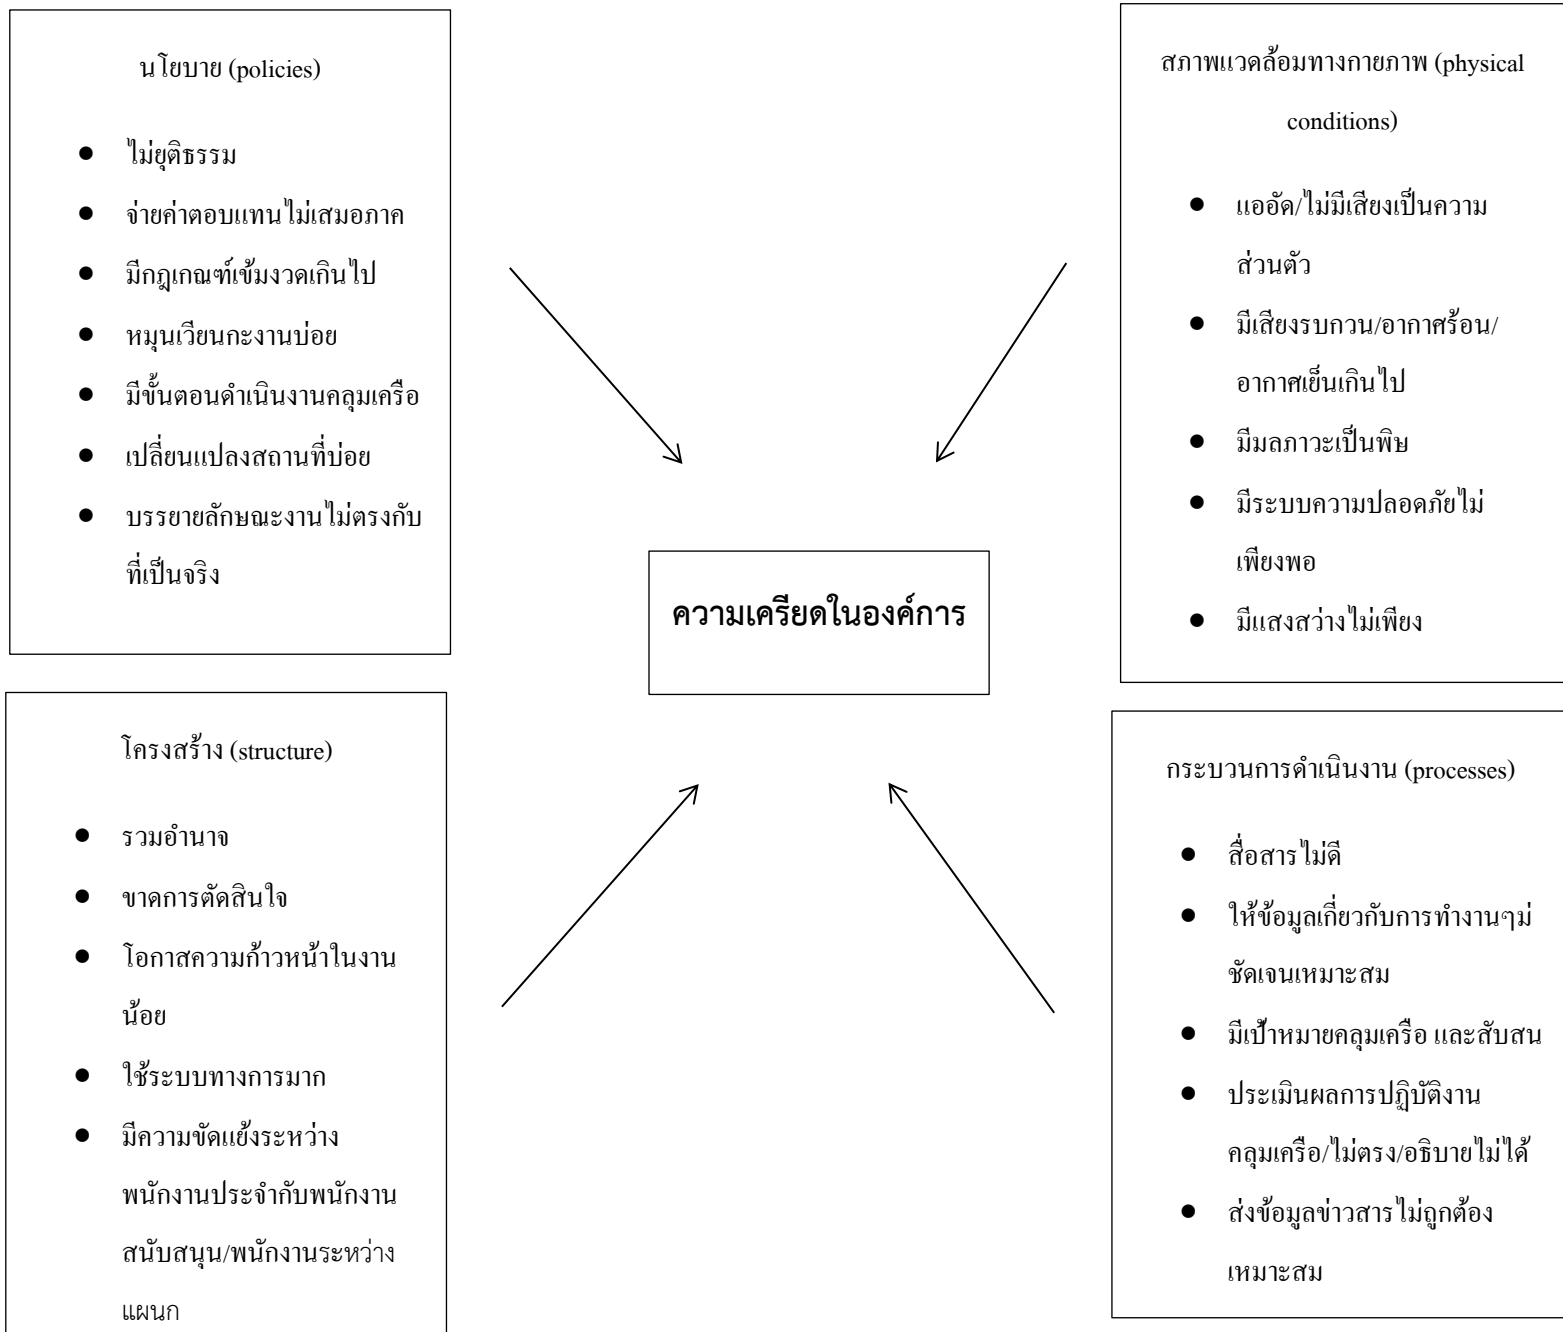 นโยบาย (policies)
● ไม่ยุติธรรม
● จ่ายค่าตอบแทนไม่เสมอภาค
● มีกฎเกณฑ์เข้มงวดเกินไป
● หมุนเวียนกะงานบ่อย
● มีขั้นตอนดำเนินงานคลุมเครือ
● เปลี่ยนแปลงสถานที่บ่อย
● บรรยายลักษณะงานไม่ตรงกับ
ที่เป็นจริง
สภาพแวดล้อมทางกายภาพ (physical
conditions)
● แออัด/ไม่มีเสียงเป็นความ
ส่วนตัว
● มีเสียงรบกวน/อากาศร้อน/
อากาศเย็นเกินไป
● มีมลภาวะเป็นพิษ
● มีระบบความปลอดภัยไม่
เพียงพอ
● มีแสงสว่างไม่เพียง
ความเครียดในองค์การ
โครงสร้าง (structure)
● รวมอำนาจ
● ขาดการตัดสินใจ
● โอกาสความก้าวหน้าในงาน
น้อย
● ใช้ระบบทางการมาก
● มีความขัดแย้งระหว่าง
พนักงานประจำกับพนักงาน
สนับสนุน/พนักงานระหว่าง
แผนก
กระบวนการดำเนินงาน (processes)
● สื่อสารไม่ดี
● ให้ข้อมูลเกี่ยวกับการทำงานๆม่
ชัดเจนเหมาะสม
● มีเป้าหมายคลุมเครือ และสับสน
● ประเมินผลการปฏิบัติงาน
คลุมเครือ/ไม่ตรง/อธิบายไม่ได้
● ส่งข้อมูลข่าวสารไม่ถูกต้อง
เหมาะสม